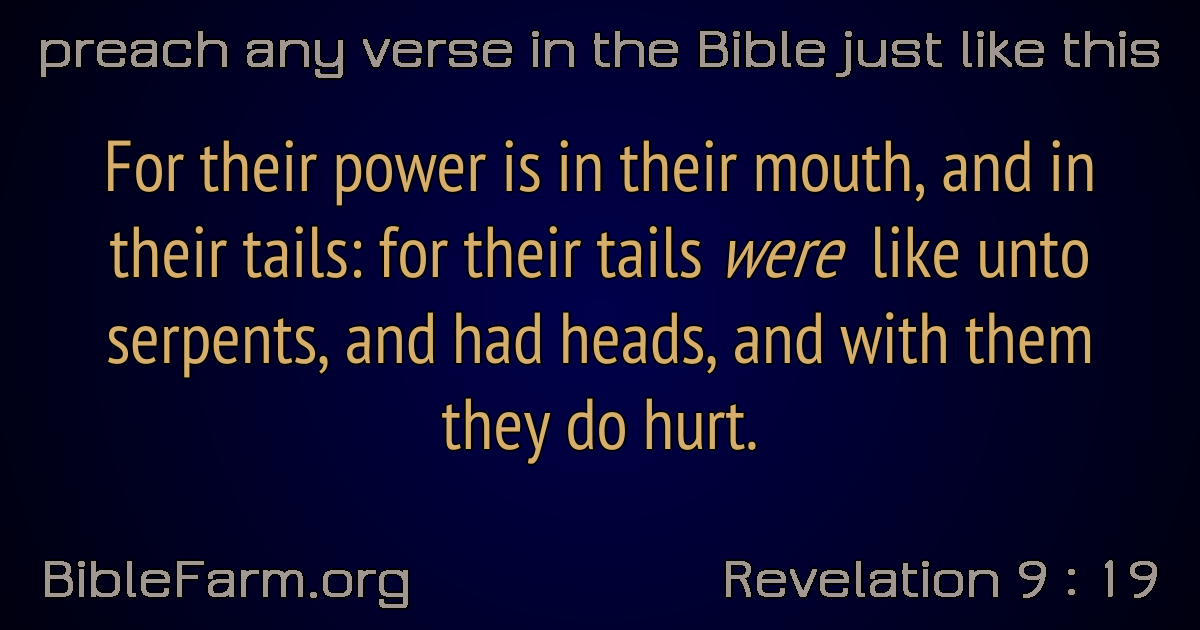 preach any verse in the Bible just like this
For their power is in their mouth, and in
their tails: for their tails were like unto
serpents, and had heads, and with them
they do hurt.
BibleFarm.org
Revelation 9 : 19